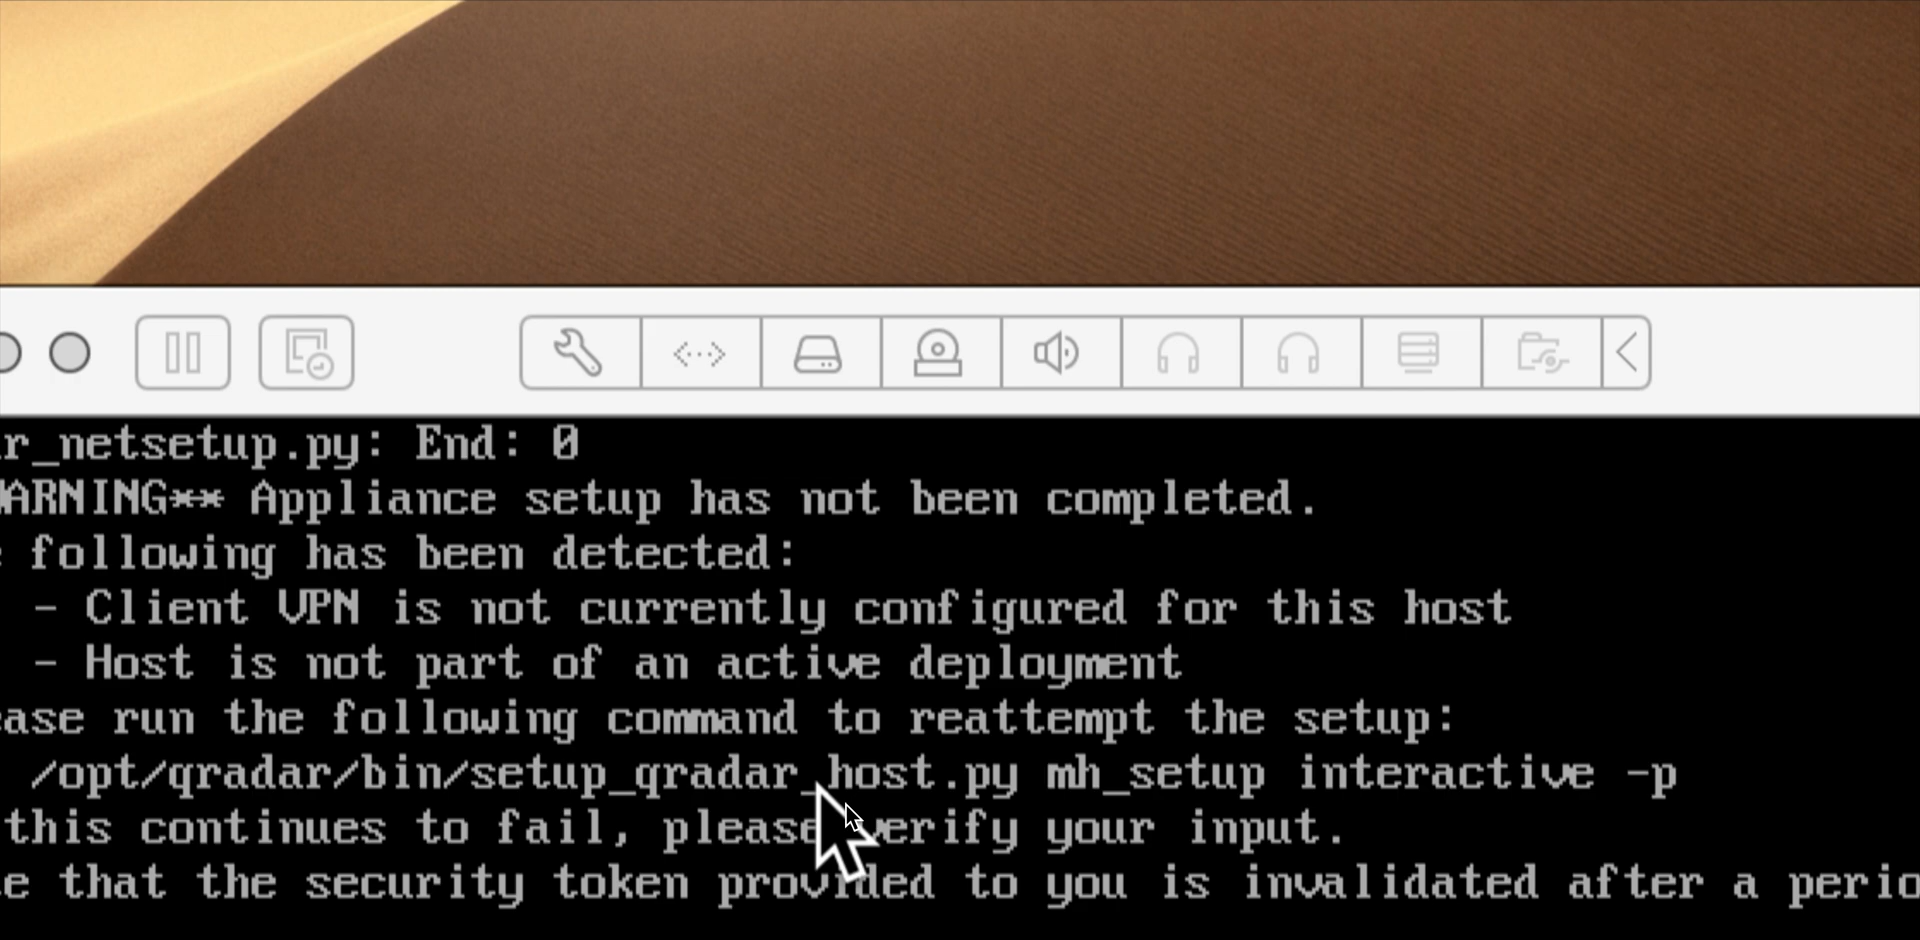 r_netsetup.py: End: 0
WARNING** Appliance setup has not been completed.
following has been detected:
- Client VPN is not currently configured for this host
- Host is not part of an active deployment
ase run the following command to reattempt the setup:
/opt/qradar/bin/setup_qradar_host.py mh_setup interactive -p
this continues to fail, please verify your input.
e that the security token provided to you is invalidated after a perio